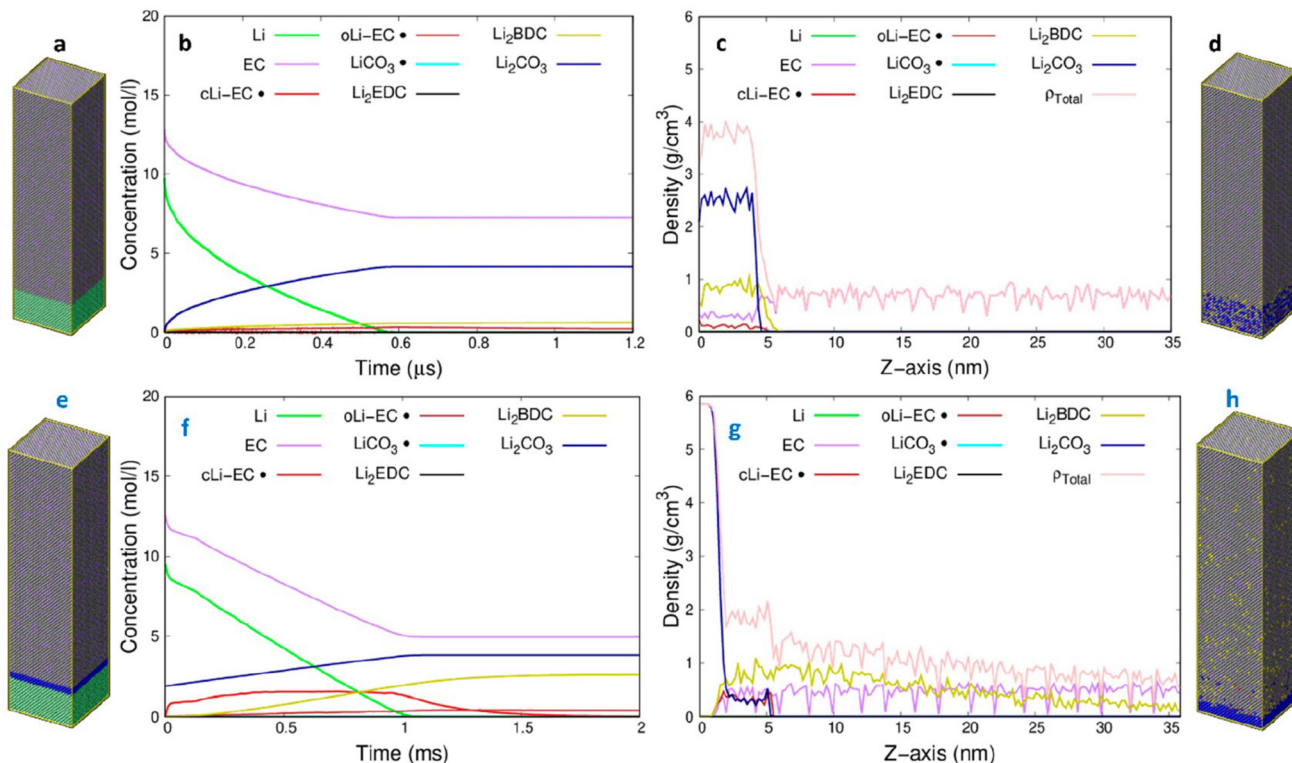 a
b
Concentration (mol/l)
20
15
10
5
0
0 0.2 0.4 0.6 0.8 1 1.2
Time (μs)
Li
EC
cLi−EC •
oLi−EC •
LiCO₃ •
Li₂EDC
Li₂BDC
Li₂CO₃
c
Density (g/cm³)
6
5
4
3
2
1
0
0 5 10 15 20 25 30 35
Z−axis (nm)
Li
EC
cLi−EC •
oLi−EC •
LiCO₃ •
Li₂EDC
Li₂BDC
Li₂CO₃
ρTotal
d
e
f
Concentration (mol/l)
20
15
10
5
0
0 0.5 1 1.5 2
Time (ms)
Li
EC
cLi−EC •
oLi−EC •
LiCO₃ •
Li₂EDC
Li₂BDC
Li₂CO₃
g
Density (g/cm³)
6
5
4
3
2
1
0
0 5 10 15 20 25 30 35
Z−axis (nm)
Li
EC
cLi−EC •
oLi−EC •
LiCO₃ •
Li₂EDC
Li₂BDC
Li₂CO₃
ρTotal
h